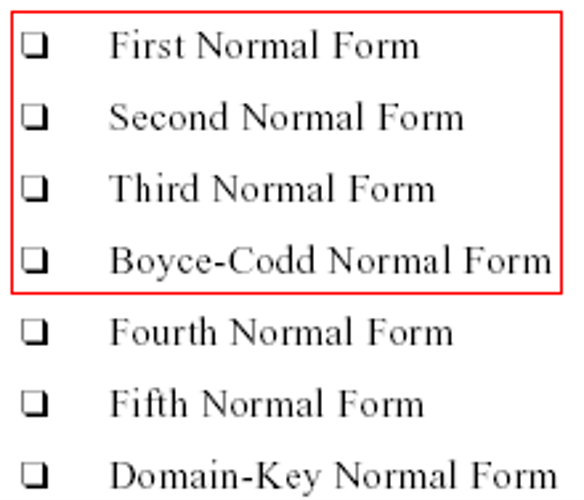 First Normal Form
Second Normal Form
Third Normal Form
Boyce-Codd Normal Form
Fourth Normal Form
Fifth Normal Form
Domain-Key Normal Form